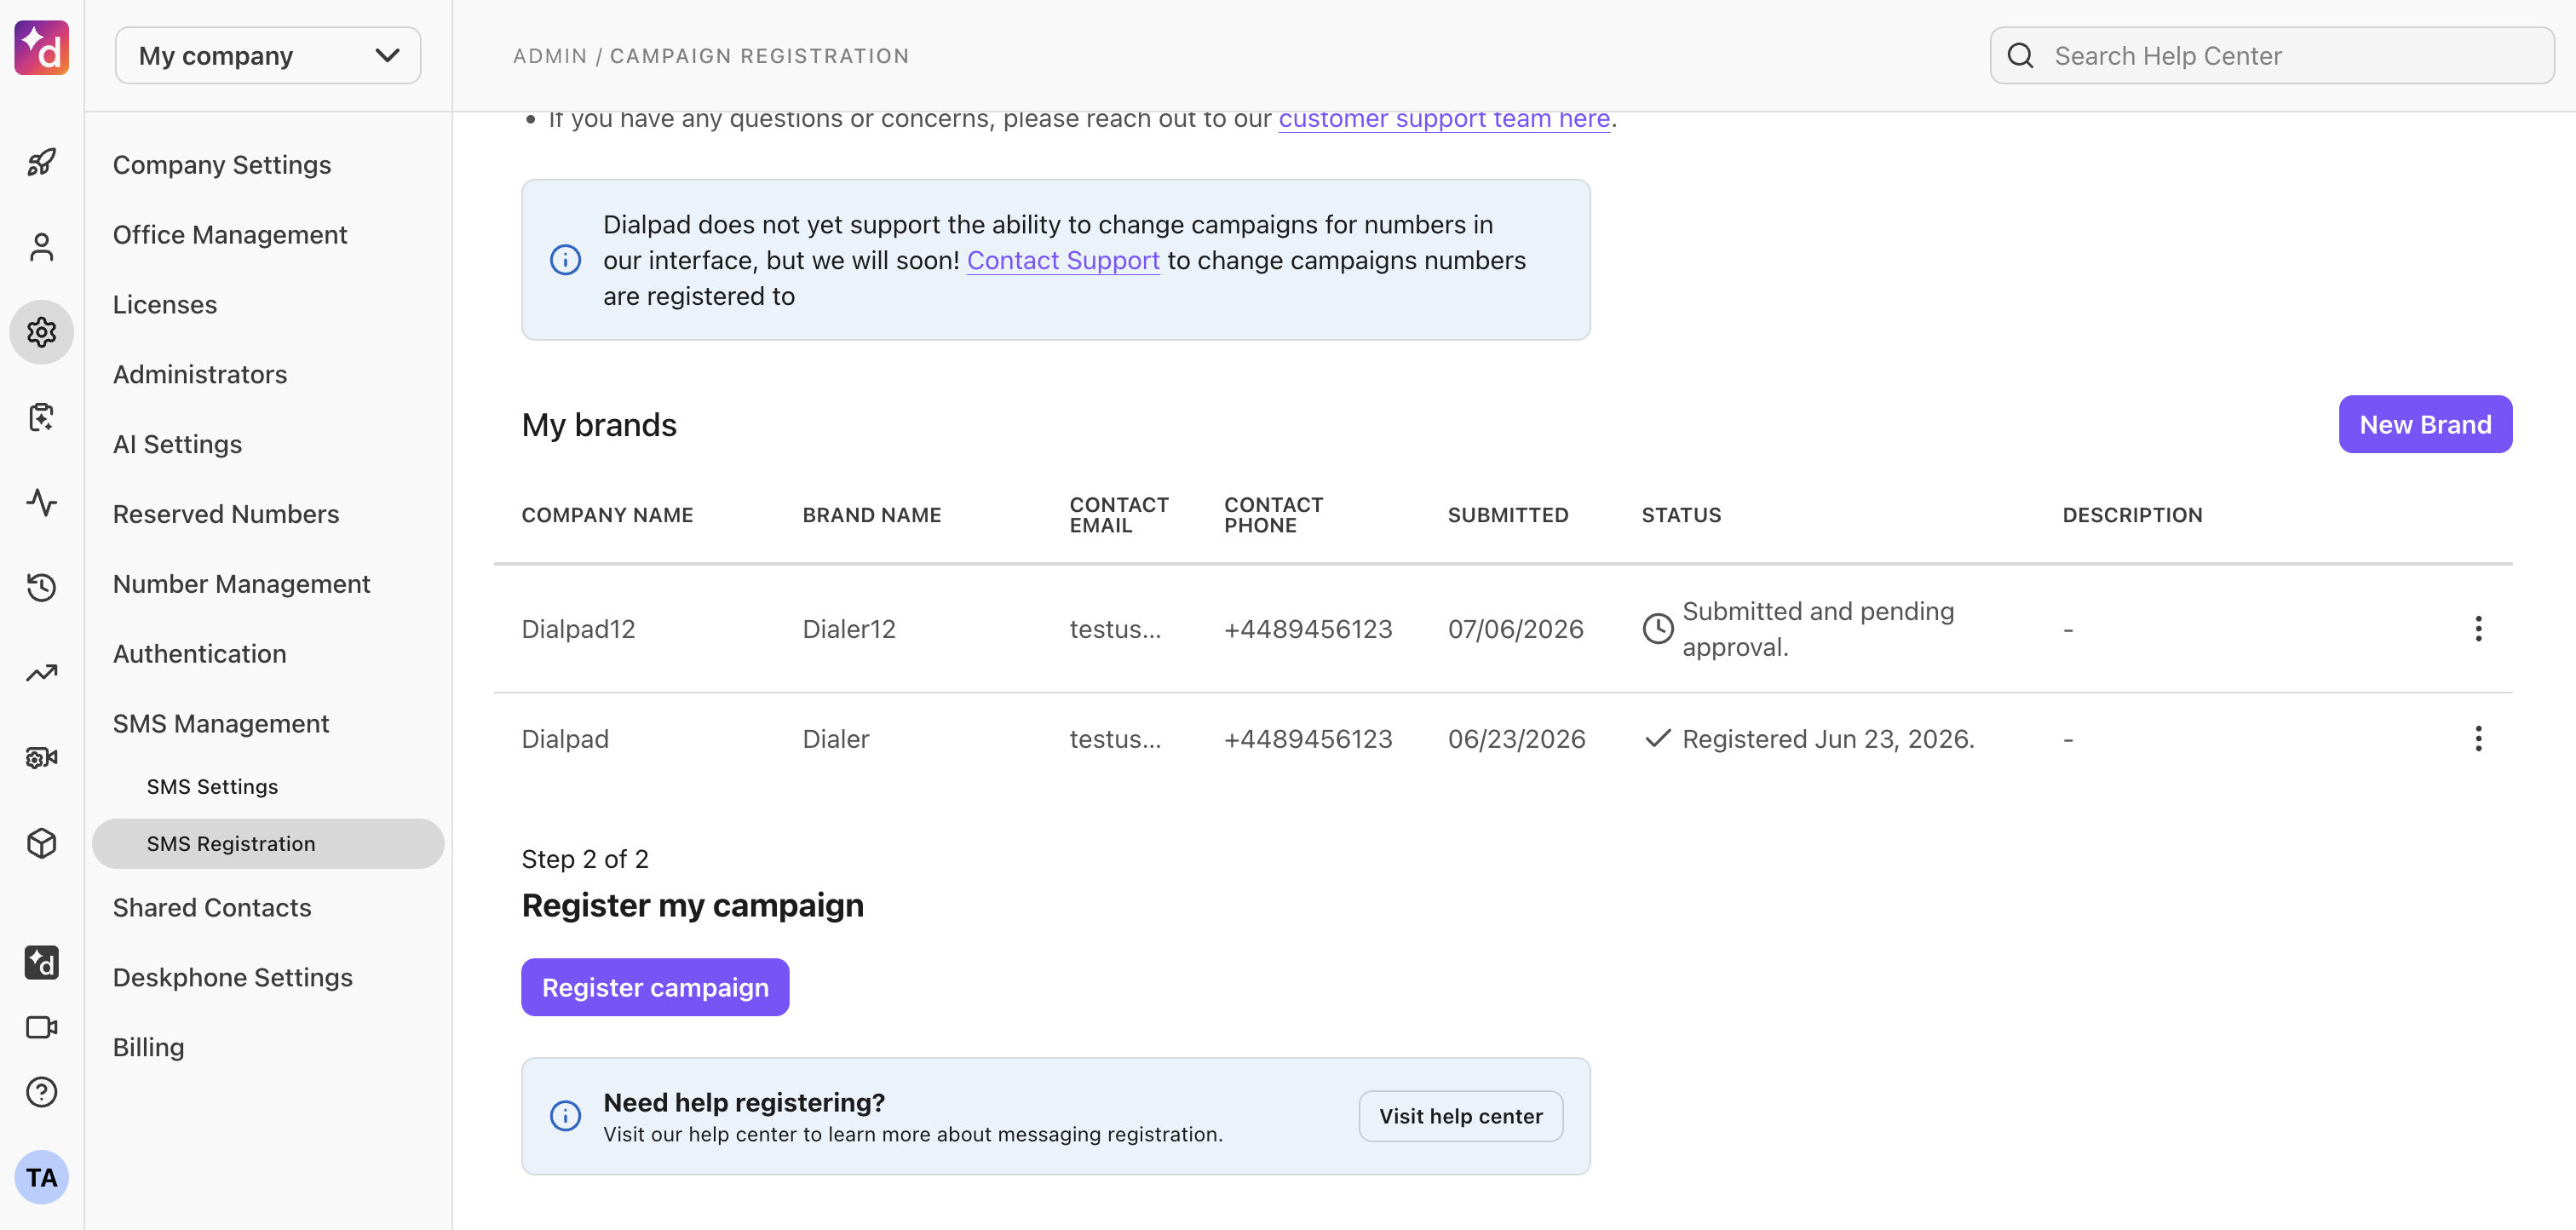 My company
ADMIN / CAMPAIGN REGISTRATION
Search Help Center
Company Settings
Office Management
Licenses
Administrators
AI Settings
Reserved Numbers
Number Management
Authentication
SMS Management
SMS Settings
SMS Registration
Shared Contacts
Deskphone Settings
Billing
TA
• If you have any questions or concerns, please reach out to our customer support team here.
Dialpad does not yet support the ability to change campaigns for numbers in
our interface, but we will soon! Contact Support to change campaigns numbers
are registered to
My brands
New Brand
COMPANY NAME BRAND NAME CONTACT EMAIL CONTACT PHONE SUBMITTED STATUS DESCRIPTION
Dialpad12 Dialer12 testus... +4489456123 07/06/2026 Submitted and pending approval. -
Dialpad Dialer testus... +4489456123 06/23/2026 Registered Jun 23, 2026. -
Step 2 of 2
Register my campaign
Register campaign
Need help registering?
Visit our help center to learn more about messaging registration.
Visit help center